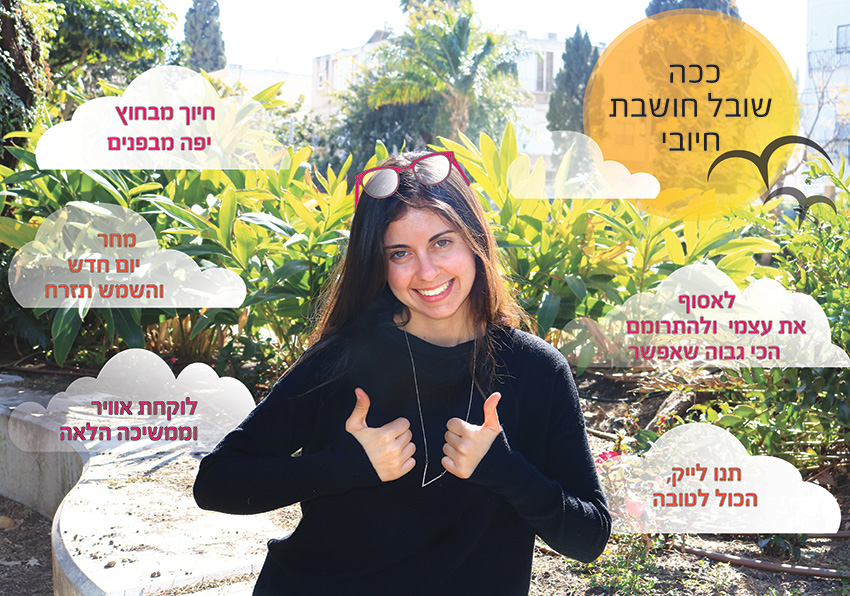 ככה
שובל חושבת
חיובי
חיוך מבחוץ
יפה מבפנים
מחר
יום חדש
והשמש תזרח
לאסוף
את עצמי ולהתרומם
הכי גבוה שאפשר
לוקחת אוויר
וממשיכה הלאה
תנו לייק,
הכול לטובה